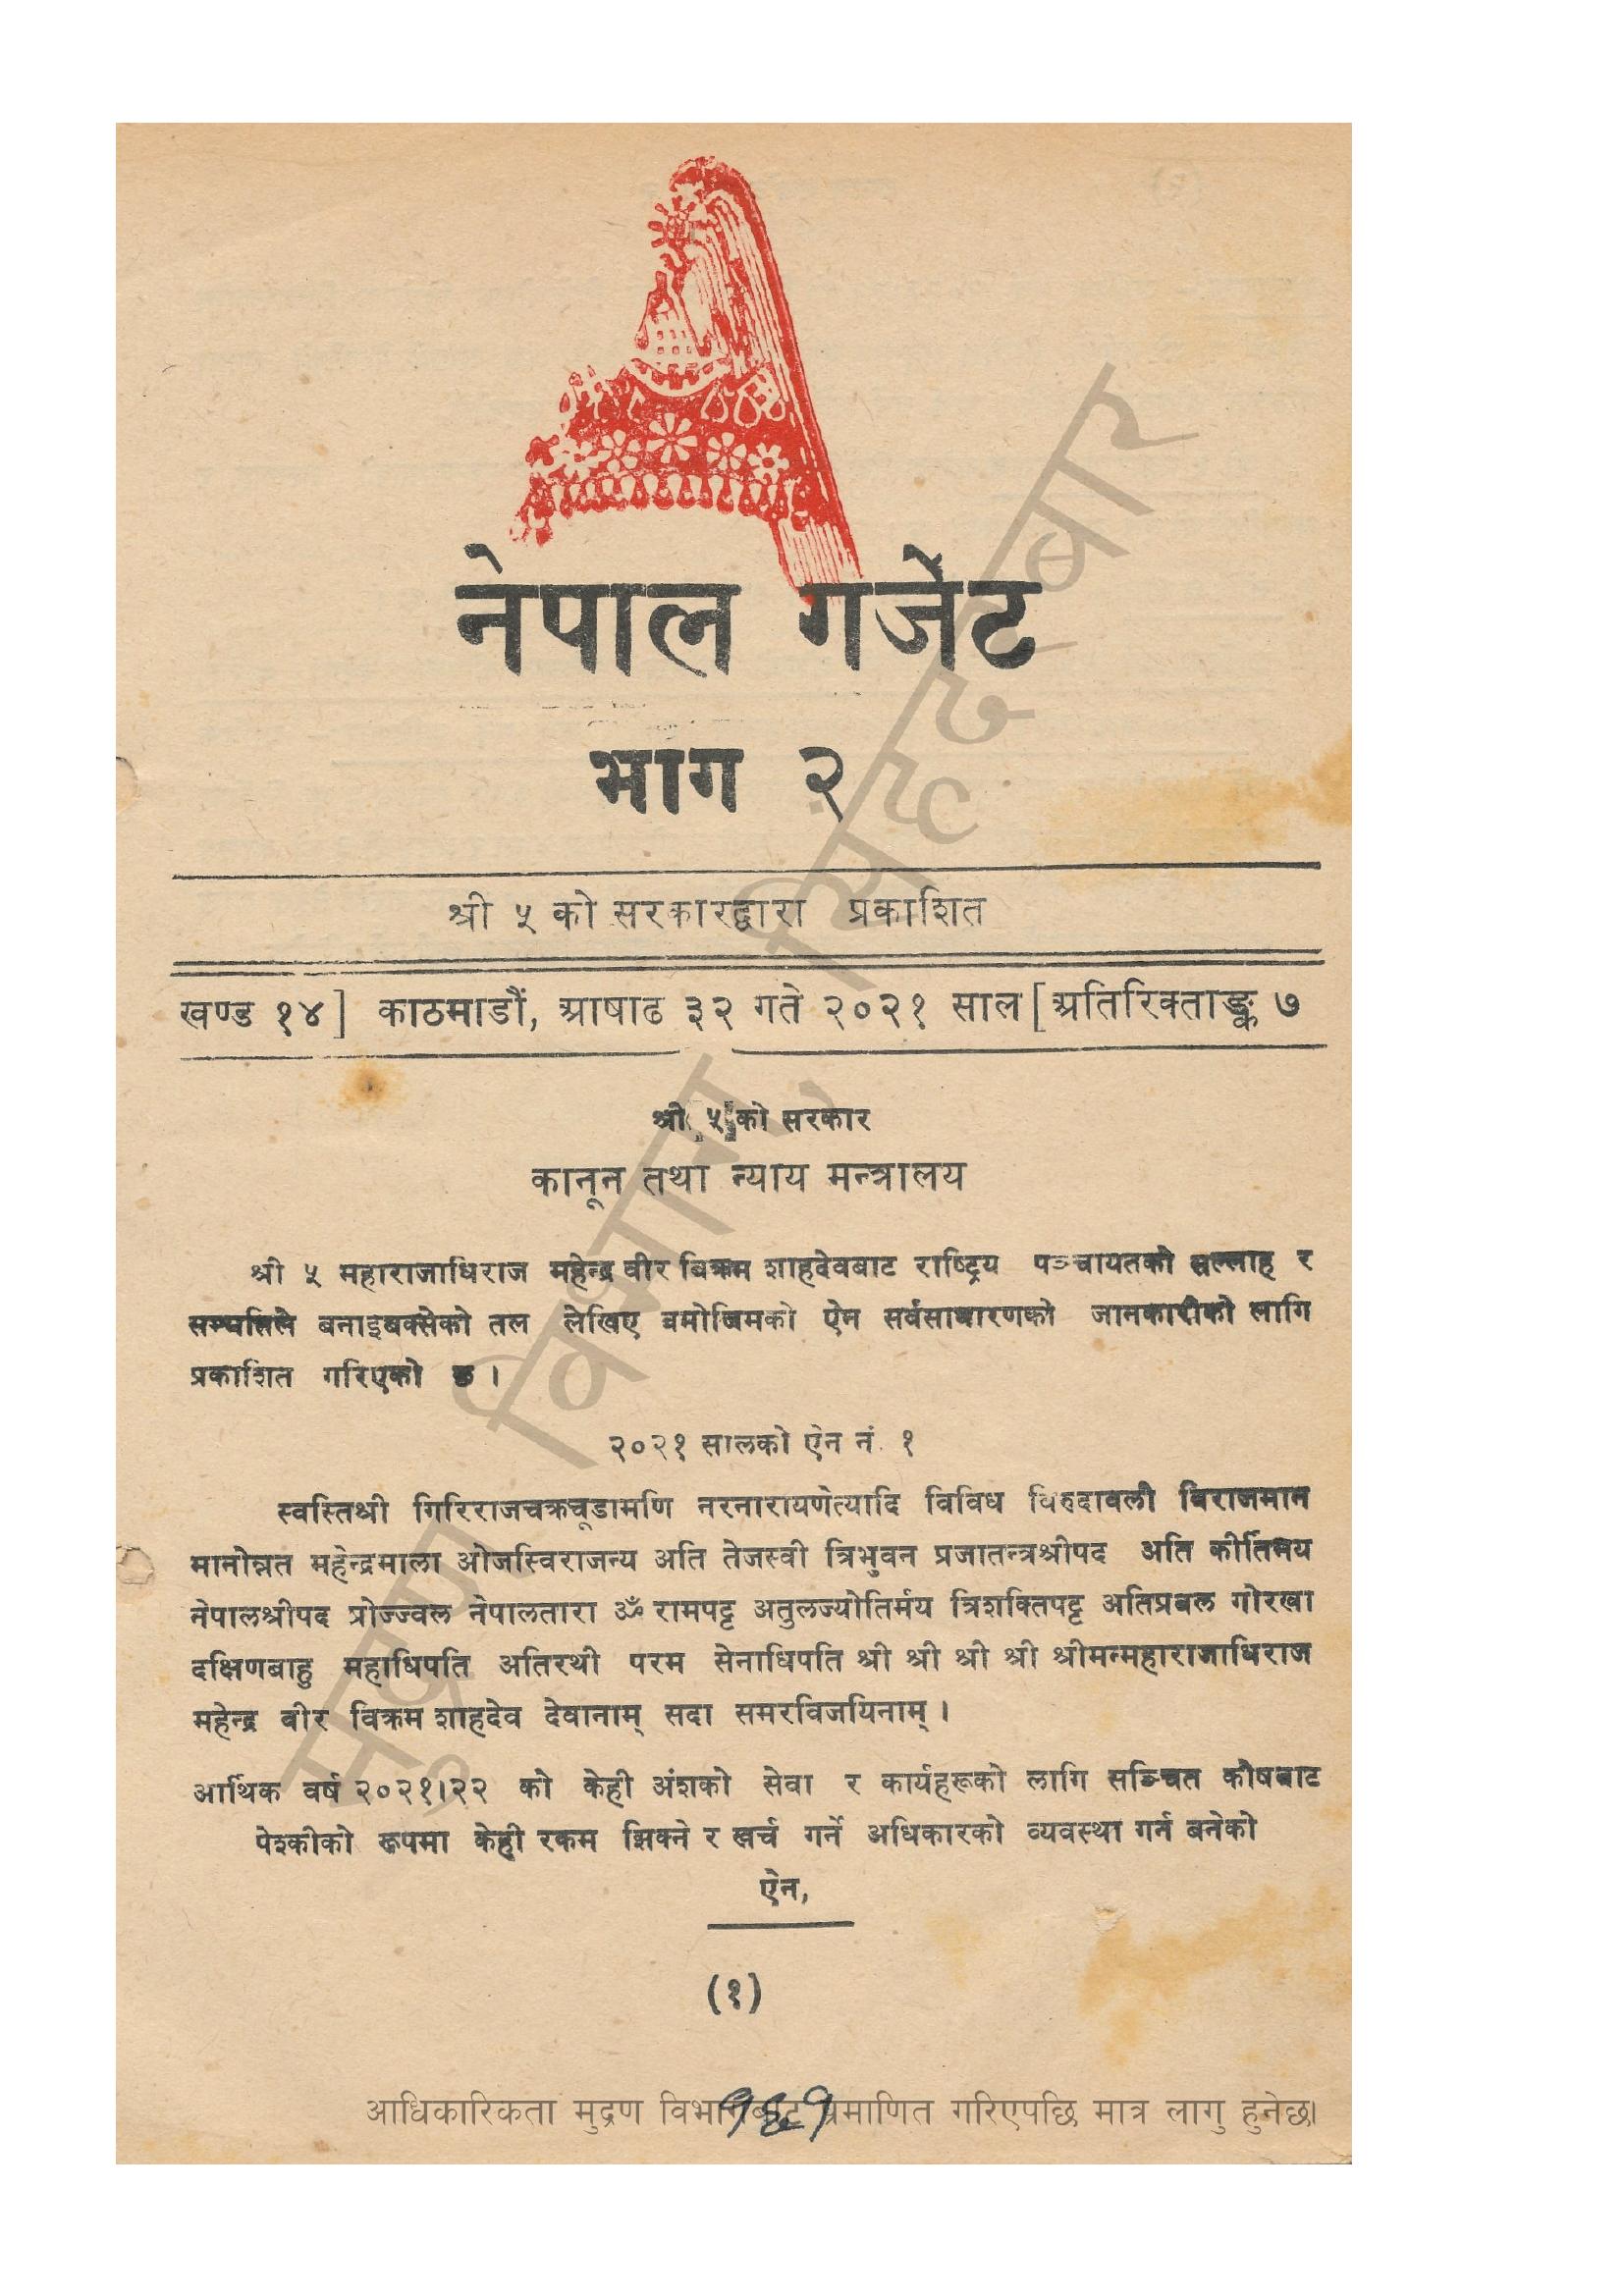 नेपाल गजेट
भाग २
श्री ५ को सरकारद्वारा प्रकाशित
खण्ड १४] काठमाडौं, आषाढ ३२ गते २०२१ साल [अतिरिक्ताङ्क ७
श्री ५ को सरकार
कानून तथा न्याय मन्त्रालय
श्री ५ महाराजाधिराज महेन्द्र वीर बिक्रम शाहदेवबाट राष्ट्रिय पञ्चायतको सल्लाह र
सम्मतिले बनाइबक्सेको तल लेखिए बमोजिमको ऐन सर्वसाधारणको जानकारीको लागि
प्रकाशित गरिएको छ ।
२०२१ सालको ऐन नं. १
स्वस्तिश्री गिरिराजचक्रचूडामणि नरनारायणेत्यादि विविध विरुदावली बिराजमान
मानोन्नत महेन्द्रमाला ओजस्विराजन्य अति तेजस्वी त्रिभुवन प्रजातन्त्रश्रीपद अति कीर्तिमय
नेपालश्रीपद प्रोज्ज्वल नेपालतारा ॐ रामपट्ट अतुलज्योतिर्मय त्रिशक्तिपट्ट अतिप्रबल गोरखा
दक्षिणबाहु महाधिपति अतिरथी परम सेनाधिपति श्री श्री श्री श्री श्रीमन्महाराजाधिराज
महेन्द्र बीर विक्रम शाहदेव देवानाम् सदा समरविजयिनाम् ।
आर्थिक वर्ष २०२१।२२ को केही अंशको सेवा र कार्यहरूको लागि सञ्चित कोषबाट
पेश्कीको रूपमा केही रकम झिक्ने र खर्च गर्ने अधिकारको व्यवस्था गर्न बनेको
ऐन,
(१)
आधिकारिकता मुद्रण विभागबाट प्रमाणित गरिएपछि मात्र लागु हुनेछ।
मुद्रण विभाग, सिंहदरबार